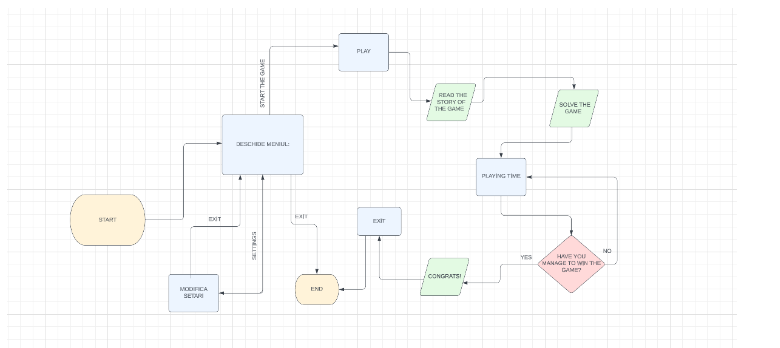 PLAY
START THE GAME
READ THE
STORY OF
THE GAME
SOLVE THE
GAME
DESCHIDE MENIUL:
PLAYING TIME
START
EXIT
SETTINGS
EXIT
EXIT
YES
NO
HAVE YOU
MANAGE TO WIN THE
GAME?
CONGRATS!
MODIFICA
SETARI
END